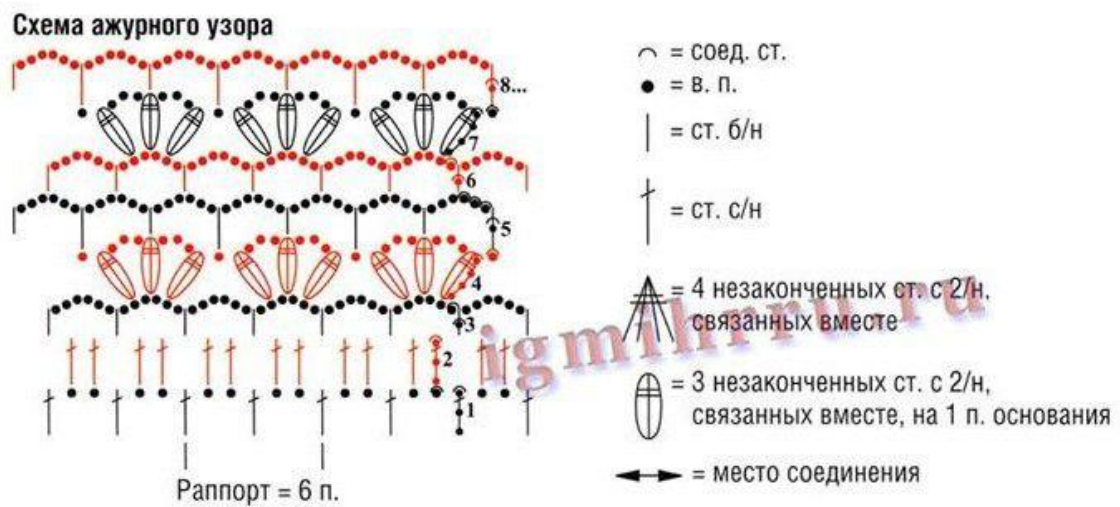 Схема ажурного узора
8...
7
6
5
4
3
2
1
Раппорт = 6 п.
= соед. ст.
= в. п.
= ст. б/н
= ст. с/н
= 4 незаконченных ст. с 2/н,
связанных вместе
= 3 незаконченных ст. с 2/н,
связанных вместе, на 1 п. основания
= место соединения
igmihrru.ru